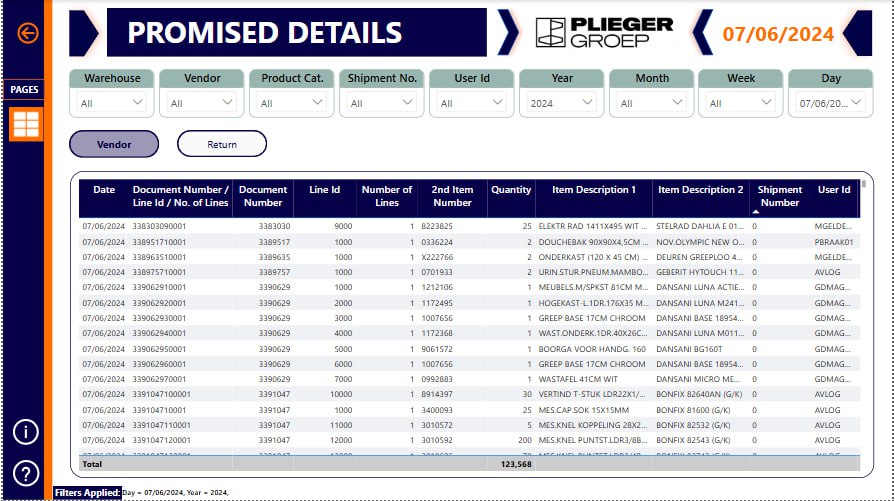 PROMISED DETAILS
PLIEGER
GROEP
07/06/2024
PAGES
Warehouse Vendor Product Cat. Shipment No. User Id Year Month Week Day
All All All All All 2024 All All 07/06/20...
Vendor Return
Date Document Number / Line Id / No. of Lines Document Number Line Id Number of Lines 2nd Item Number Quantity Item Description 1 Item Description 2 Shipment Number User Id
07/06/2024 338303090001 3383030 9000 1 8223825 25 ELEKTR RAD 1411X495 WIT ... STELRAD DAHLIA E 01... 0 MGELDE...
07/06/2024 338951710001 3389517 1000 1 0336224 2 DOUCHEBAK 90X90X4,5CM ... NOV.OLYMPIC NEW O... 0 PBRAAK01
07/06/2024 338963510001 3389635 1000 1 X222766 2 ONDERKAST (120 X 45 CM) ... DEUREN GREEPLOO 4... 0 MGELDE...
07/06/2024 338975710001 3389757 1000 1 0701933 2 URIN.STUR.PNEUM.MAMBO... GEBERIT HYTOUCH 11... 0 AVLOG
07/06/2024 339062910001 3390629 1000 1 1212106 1 MEUBELS.M/SPKST 81CM M... DANSANI LUNA ACTIE... 0 GDMAG...
07/06/2024 339062920001 3390629 2000 1 1172495 1 HOGEKAST-L.1DR.176X35 M... DANSANI LUNA M241... 0 GDMAG...
07/06/2024 339062930001 3390629 3000 1 1007656 1 GREEP BASE 17CM CHROOM DANSANI BASE 18954... 0 GDMAG...
07/06/2024 339062940001 3390629 4000 1 1172368 1 WAST.ONDERK.1DR.40X26C... DANSANI LUNA M011... 0 GDMAG...
07/06/2024 339062950001 3390629 5000 1 9061572 1 BOORGA VOOR HANDG. 160 DANSANI BG160T 0 GDMAG...
07/06/2024 339062960001 3390629 6000 1 1007656 1 GREEP BASE 17CM CHROOM DANSANI BASE 18954... 0 GDMAG...
07/06/2024 339062970001 3390629 7000 1 0992883 1 WASTAFEL 41CM WIT DANSANI MICRO ME... 0 GDMAG...
07/06/2024 3391047100001 3391047 10000 1 8914397 30 VERTIND T-STUK LDR22X1/... BONFIX 82640AN (G/K) 0 AVLOG
07/06/2024 339104710001 3391047 1000 1 3400093 25 MES.CAP.SOK 15X15MM BONFIX 81600 (G/K) 0 AVLOG
07/06/2024 3391047110001 3391047 11000 1 3010572 5 MES.KNEL KOPPELING 28X2... BONFIX 82532 (G/K) 0 AVLOG
07/06/2024 3391047120001 3391047 12000 1 3010592 200 MES.KNEL PUNTST.LDR3/8B... BONFIX 82543 (G/K) 0 AVLOG
Total 123,568
Filters Applied: Day = 07/06/2024, Year = 2024,